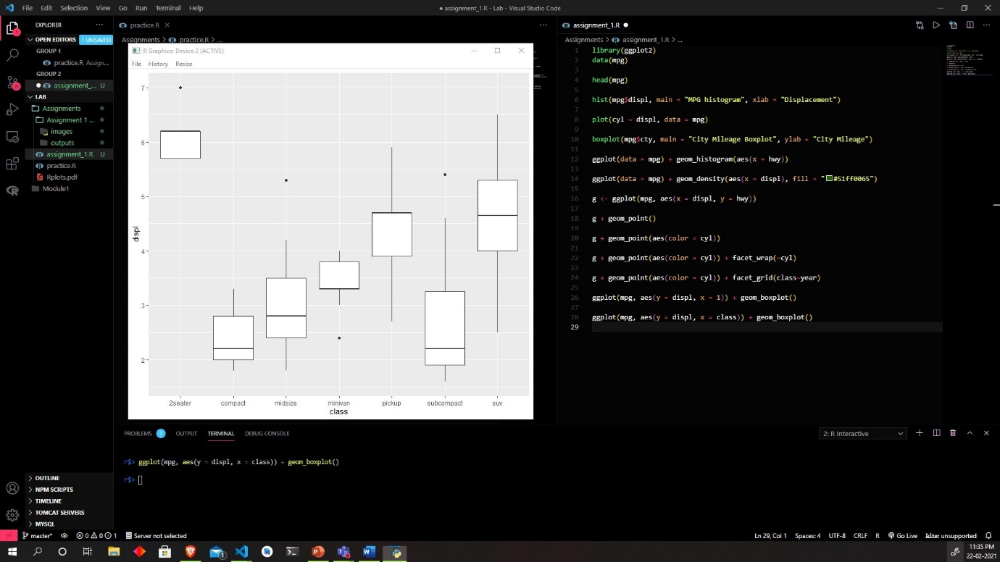 File Edit Selection View Go Run Terminal Help
● assignment_1.R - Lab - Visual Studio Code
EXPLORER
OPEN EDITORS 1 UNSAVED
GROUP 1
practice.R Assign...
GROUP 2
assignment_... U
LAB
Assignments
Assignment 1 ...
images
outputs
assignment_1.R U
practice.R
Rplots.pdf
Module1
OUTLINE
NPM SCRIPTS
TIMELINE
TOMCAT SERVERS
MYSQL
practice.R
Assignments > practice.R > ...
R Graphics: Device 2 (ACTIVE)
File History Resize
displ
7
6
5
4
3
2
2seater compact midsize minivan pickup subcompact suv
class
assignment_1.R
Assignments > assignment_1.R > ...
1 library(ggplot2)
2 data(mpg)
3
4 head(mpg)
5
6 hist(mpg$displ, main = "MPG histogram", xlab = "Displacement")
7
8 plot(cyl ~ displ, data = mpg)
9
10 boxplot(mpg$cty, main = "City Mileage Boxplot", ylab = "City Mileage")
11
12 ggplot(data = mpg) + geom_histogram(aes(x = hwy))
13
14 ggplot(data = mpg) + geom_density(aes(x = displ), fill = "#51ff0065")
15
16 g <- ggplot(mpg, aes(x = displ, y = hwy))
17
18 g + geom_point()
19
20 g + geom_point(aes(color = cyl))
21
22 g + geom_point(aes(color = cyl)) + facet_wrap(~cyl)
23
24 g + geom_point(aes(color = cyl)) + facet_grid(class~year)
25
26 ggplot(mpg, aes(y = displ, x = 1)) + geom_boxplot()
27
28 ggplot(mpg, aes(y = displ, x = class)) + geom_boxplot()
29
PROBLEMS 1 OUTPUT TERMINAL DEBUG CONSOLE
2: R Interactive
r$> ggplot(mpg, aes(y = displ, x = class)) + geom_boxplot()
r$>
master* 0 0 1 Server not selected
Ln 29, Col 1 Spaces: 4 UTF-8 CRLF R Go Live kite: unsupported
11:35 PM
22-02-2021